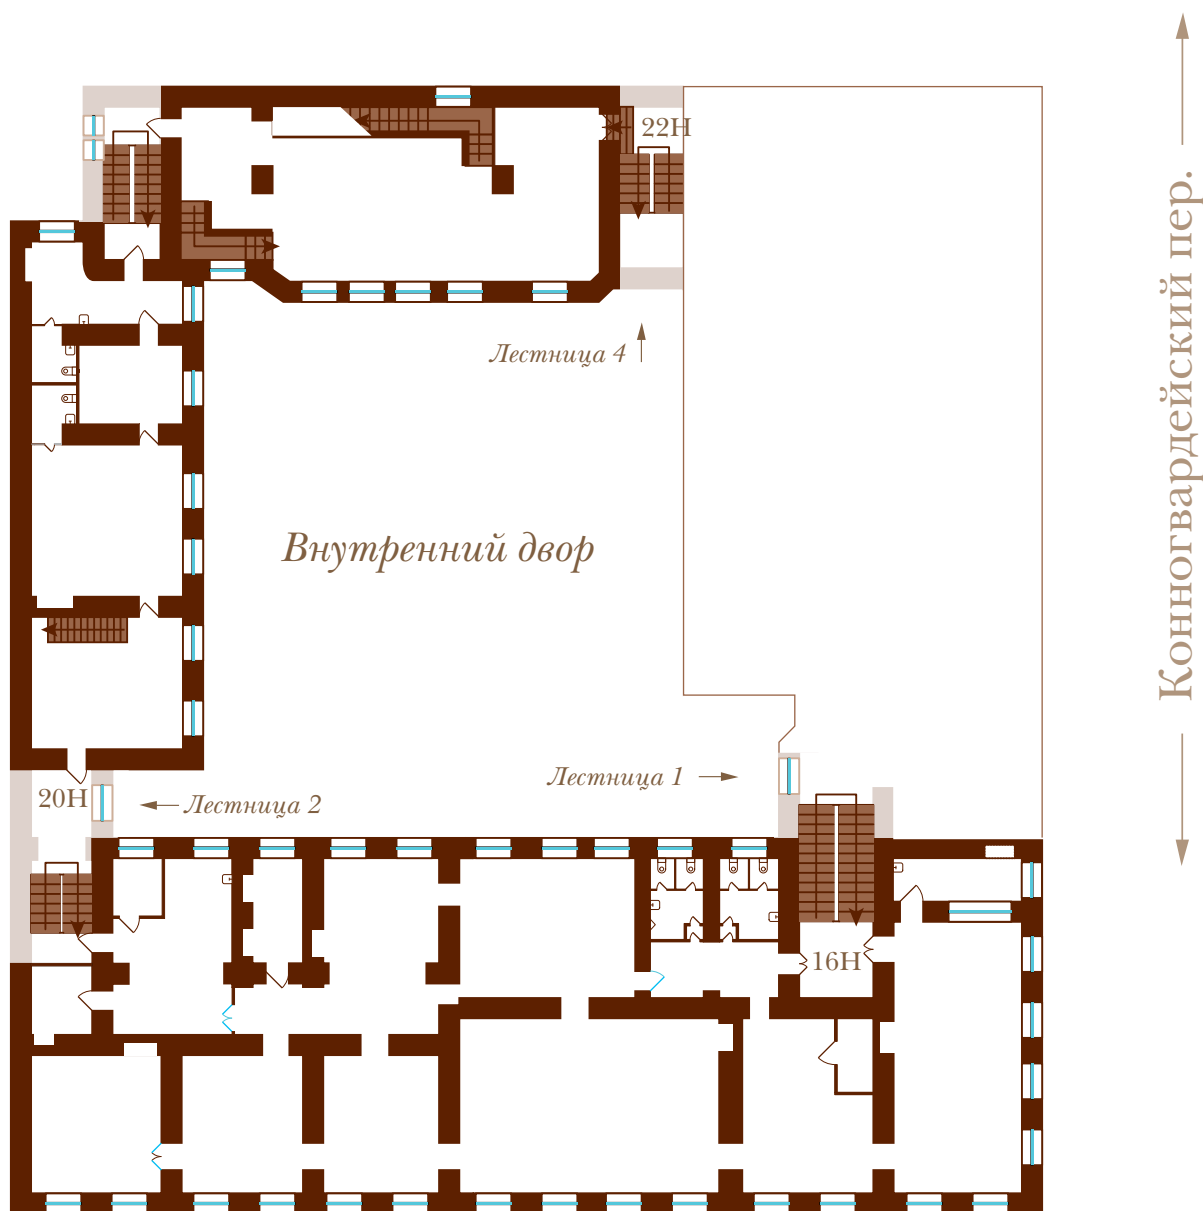 22Н
Лестница 4
Конногвардейский пер.
Внутренний двор
Лестница 1
20Н
Лестница 2
16Н